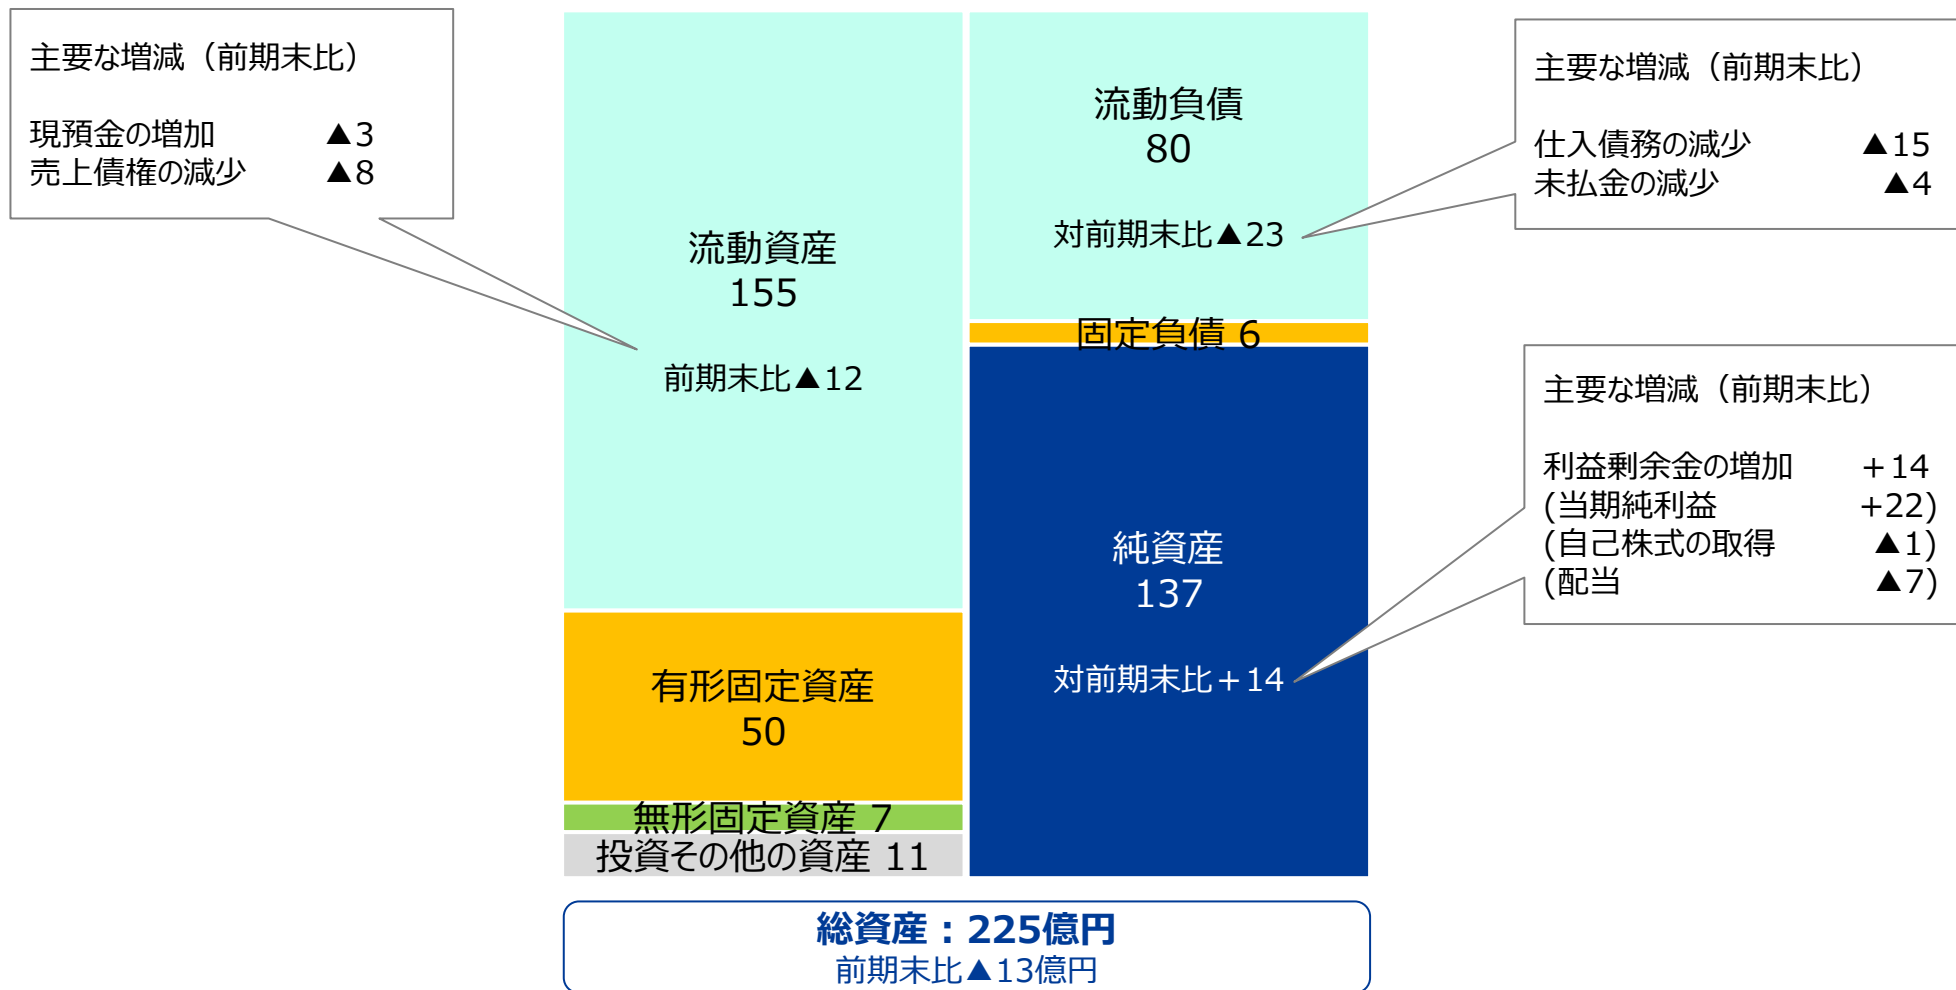 主要な増減（前期末比）
現預金の増加 ▲3
売上債権の減少 ▲8
流動資産
155
前期末比▲12
有形固定資産
50
無形固定資産 7
投資その他の資産 11
流動負債
80
対前期末比▲23
固定負債 6
純資産
137
対前期末比＋14
主要な増減（前期末比）
仕入債務の減少 ▲15
未払金の減少 ▲4
主要な増減（前期末比）
利益剰余金の増加 ＋14
(当期純利益 +22)
(自己株式の取得 ▲1)
(配当 ▲7)
総資産：225億円
前期末比▲13億円